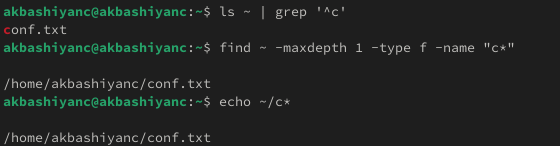 akbashiyanc@akbashiyanc:~$ ls ~ | grep '^c'
conf.txt
akbashiyanc@akbashiyanc:~$ find ~ -maxdepth 1 -type f -name "c*"
/home/akbashiyanc/conf.txt
akbashiyanc@akbashiyanc:~$ echo ~/c*
/home/akbashiyanc/conf.txt